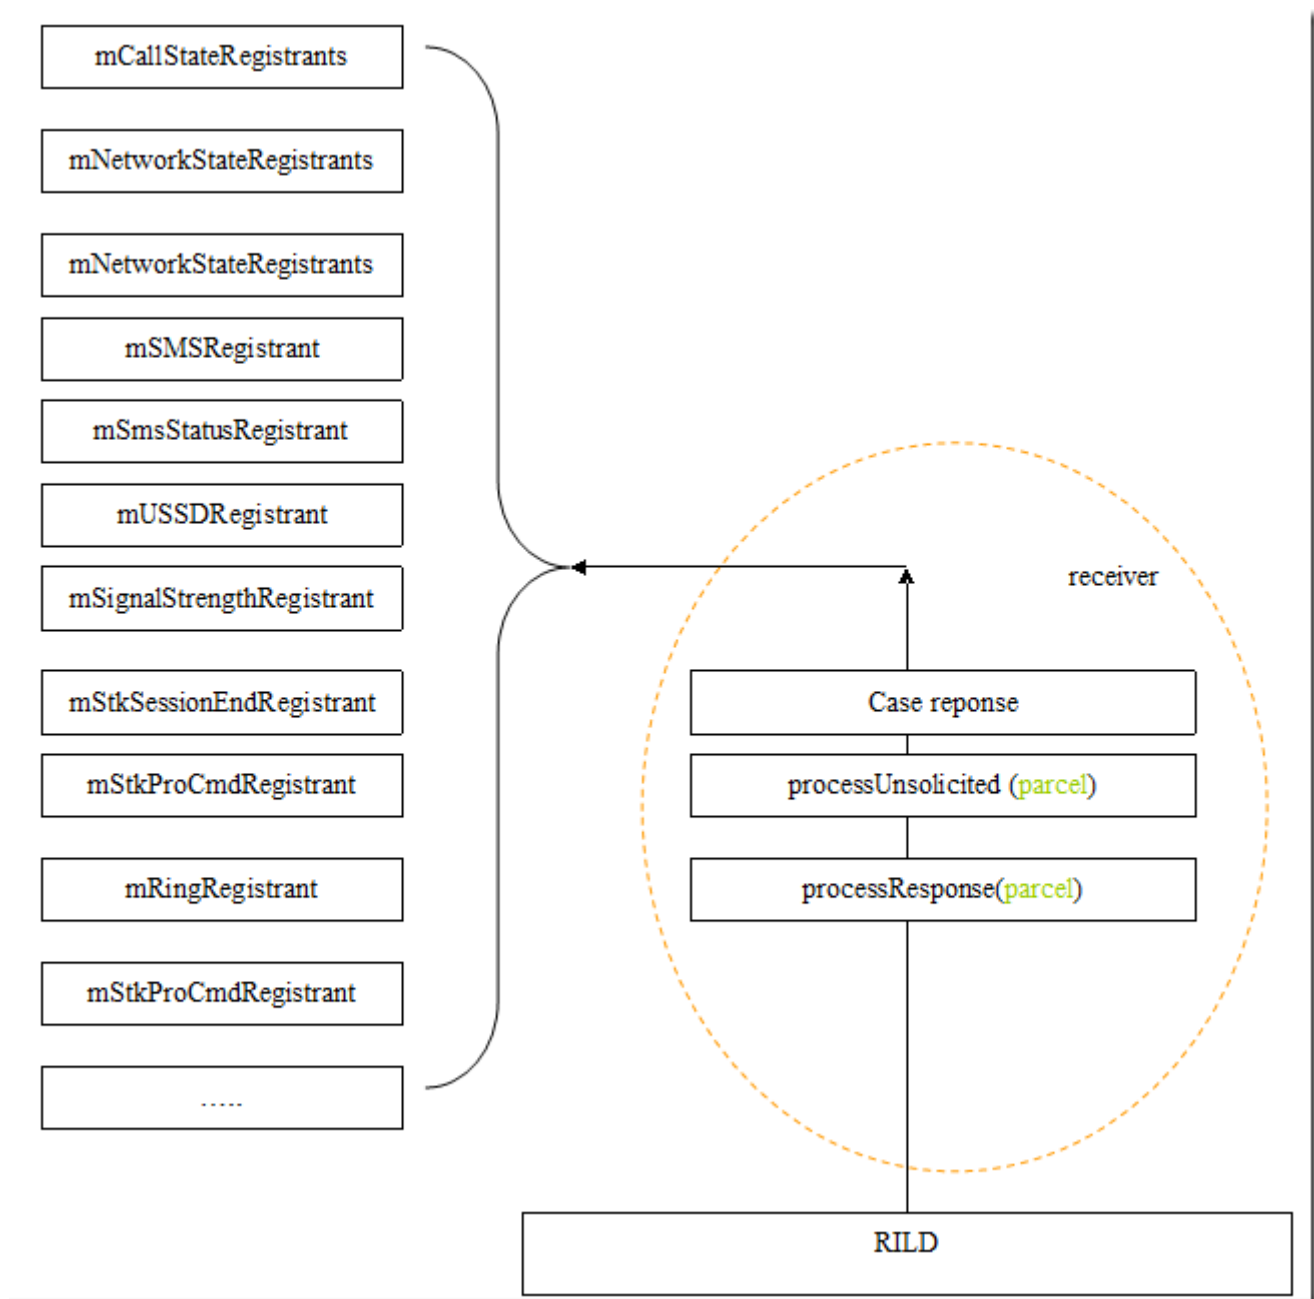 mCallStateRegistrants
mNetworkStateRegistrants
mNetworkStateRegistrants
mSMSRegistrant
mSmsStatusRegistrant
mUSSDRegistrant
mSignalStrengthRegistrant
mStkSessionEndRegistrant
mStkProCmdRegistrant
mRingRegistrant
mStkProCmdRegistrant
.....
receiver
Case reponse
processUnsolicited (parcel)
processResponse(parcel)
RILD